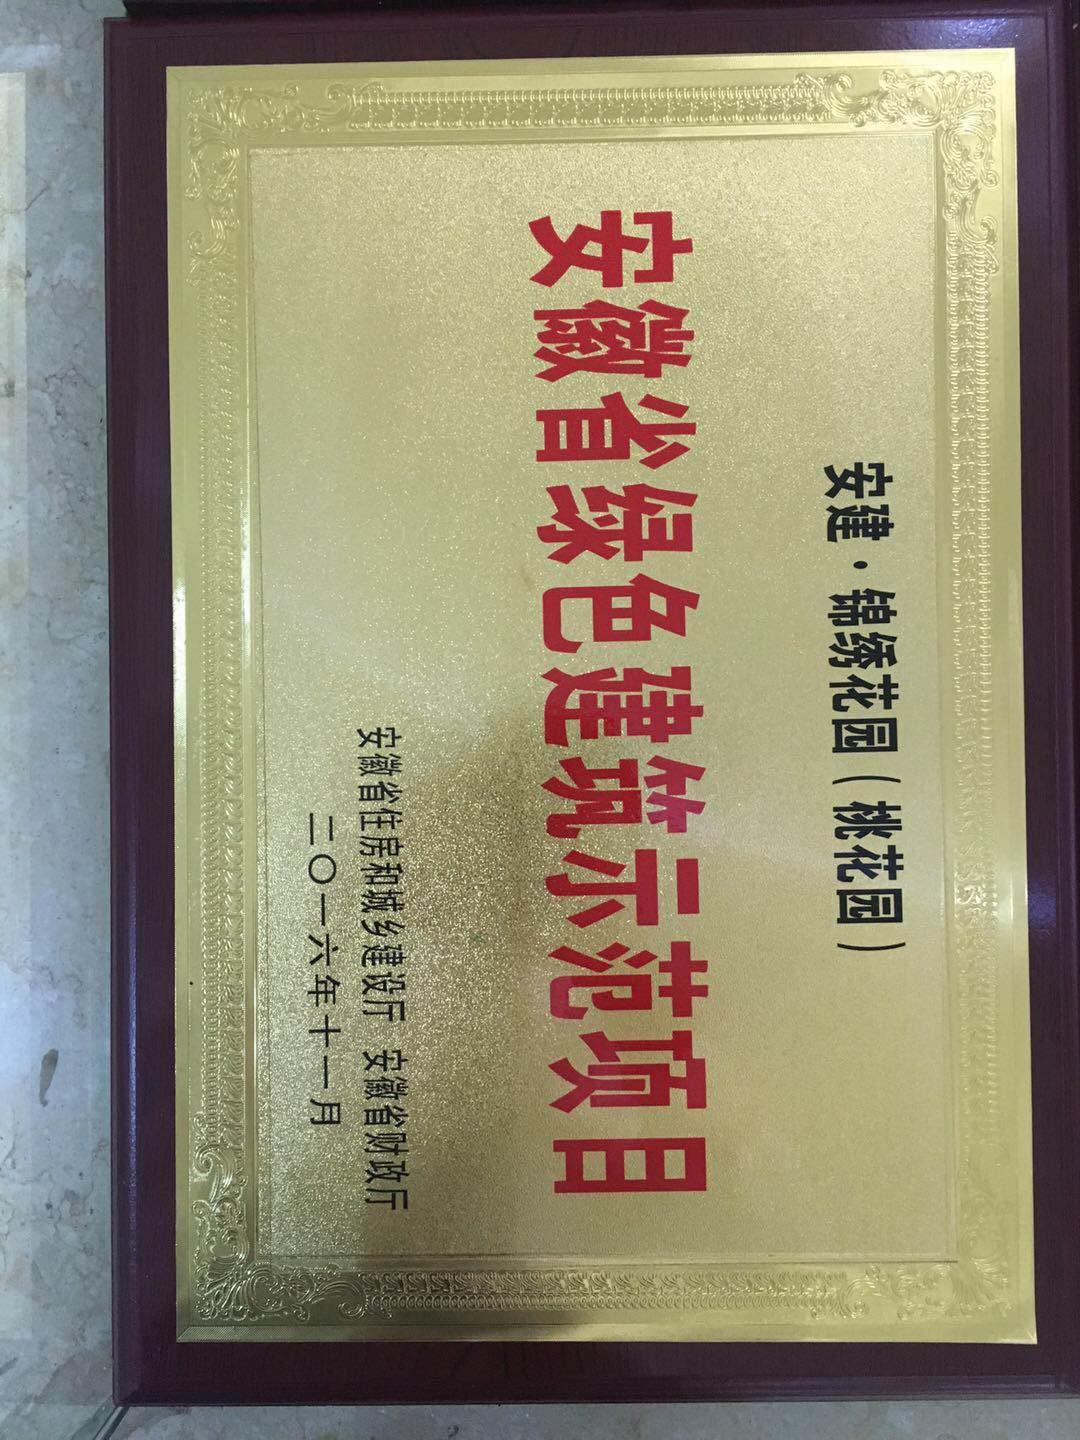 安建·锦绣花园（桃花园）
安徽省绿色建筑示范项目
安徽省住房和城乡建设厅 安徽省财政厅
二〇一六年十一月